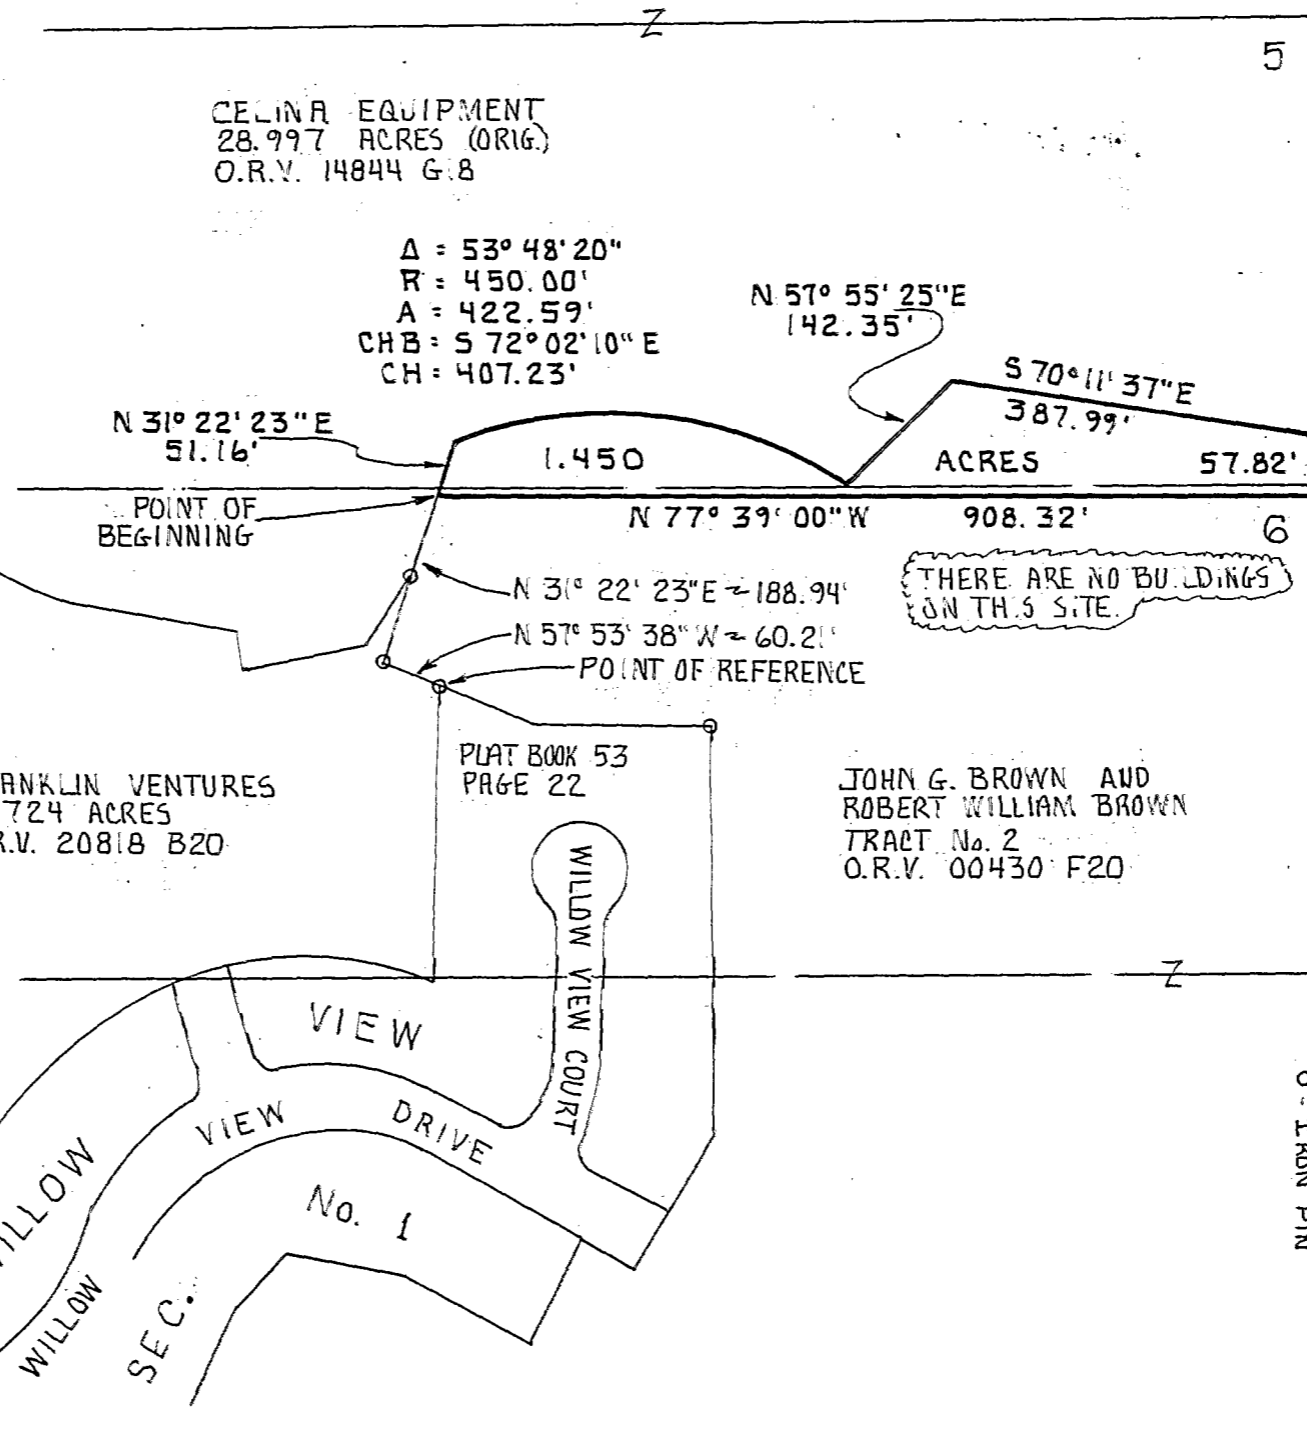 Z
5
CELINA EQUIPMENT
28.997 ACRES (ORIG.)
O.R.V. 14844 G18
Δ = 53° 48' 20"
R = 450.00'
A = 422.59'
CHB = S 72° 02' 10" E
CH = 407.23'
N 57° 55' 25" E
142.35'
S 70° 11' 37" E
387.99'
N 31° 22' 23" E
51.16'
1.450 ACRES
57.82'
POINT OF
BEGINNING
N 77° 39' 00" W 908.32'
6
THERE ARE NO BUILDINGS
ON THIS SITE.
N 31° 22' 23" E ~ 188.94'
N 57° 53' 38" W ~ 60.21'
POINT OF REFERENCE
PLAT BOOK 53
PAGE 22
ANKLIN VENTURES
724 ACRES
R.V. 20818 B20
JOHN G. BROWN AND
ROBERT WILLIAM BROWN
TRACT No. 2
O.R.V. 00430 F20
WILLOW VIEW COURT
Z
VIEW
VIEW DRIVE
ILLOW
WILLOW
No. 1
SEC.
IRON PIN